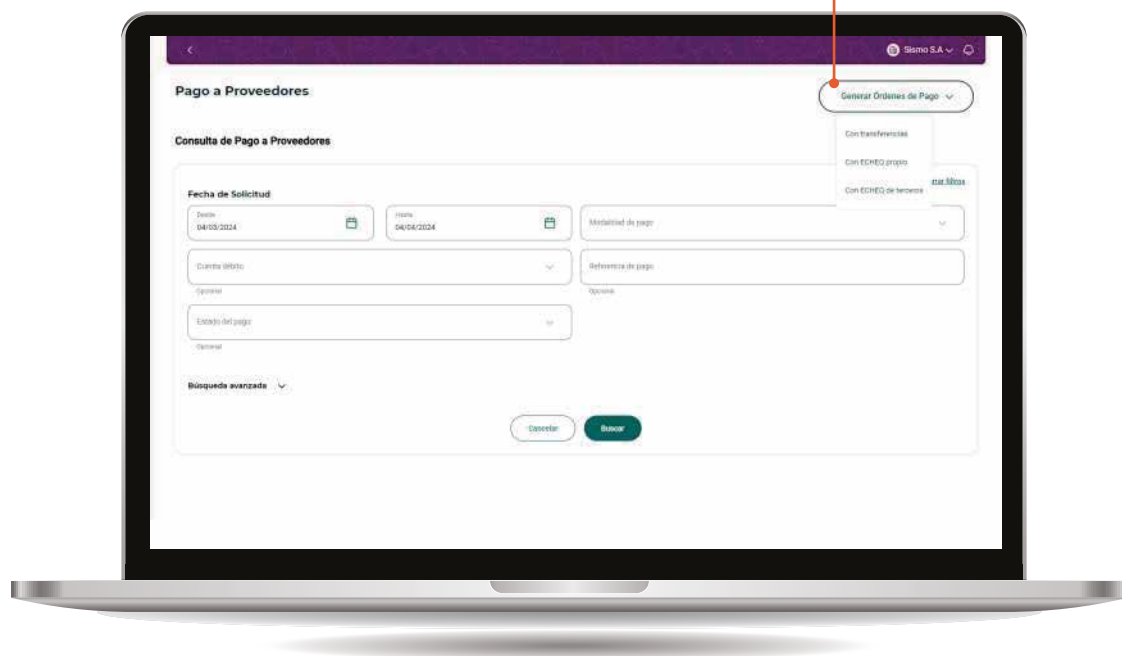 Sismo S.A
Pago a Proveedores
Generar Órdenes de Pago
Con transferencias
Consulta de Pago a Proveedores
Con ECHEQ propio
Con ECHEQ de terceros
filtros
Fecha de Solicitud
Desde
04/03/2024
Hasta
04/04/2024
Modalidad de pago
Cuenta débito
Opcional
Referencia de pago
Opcional
Estado del pago
Opcional
Búsqueda avanzada
Cancelar
Buscar